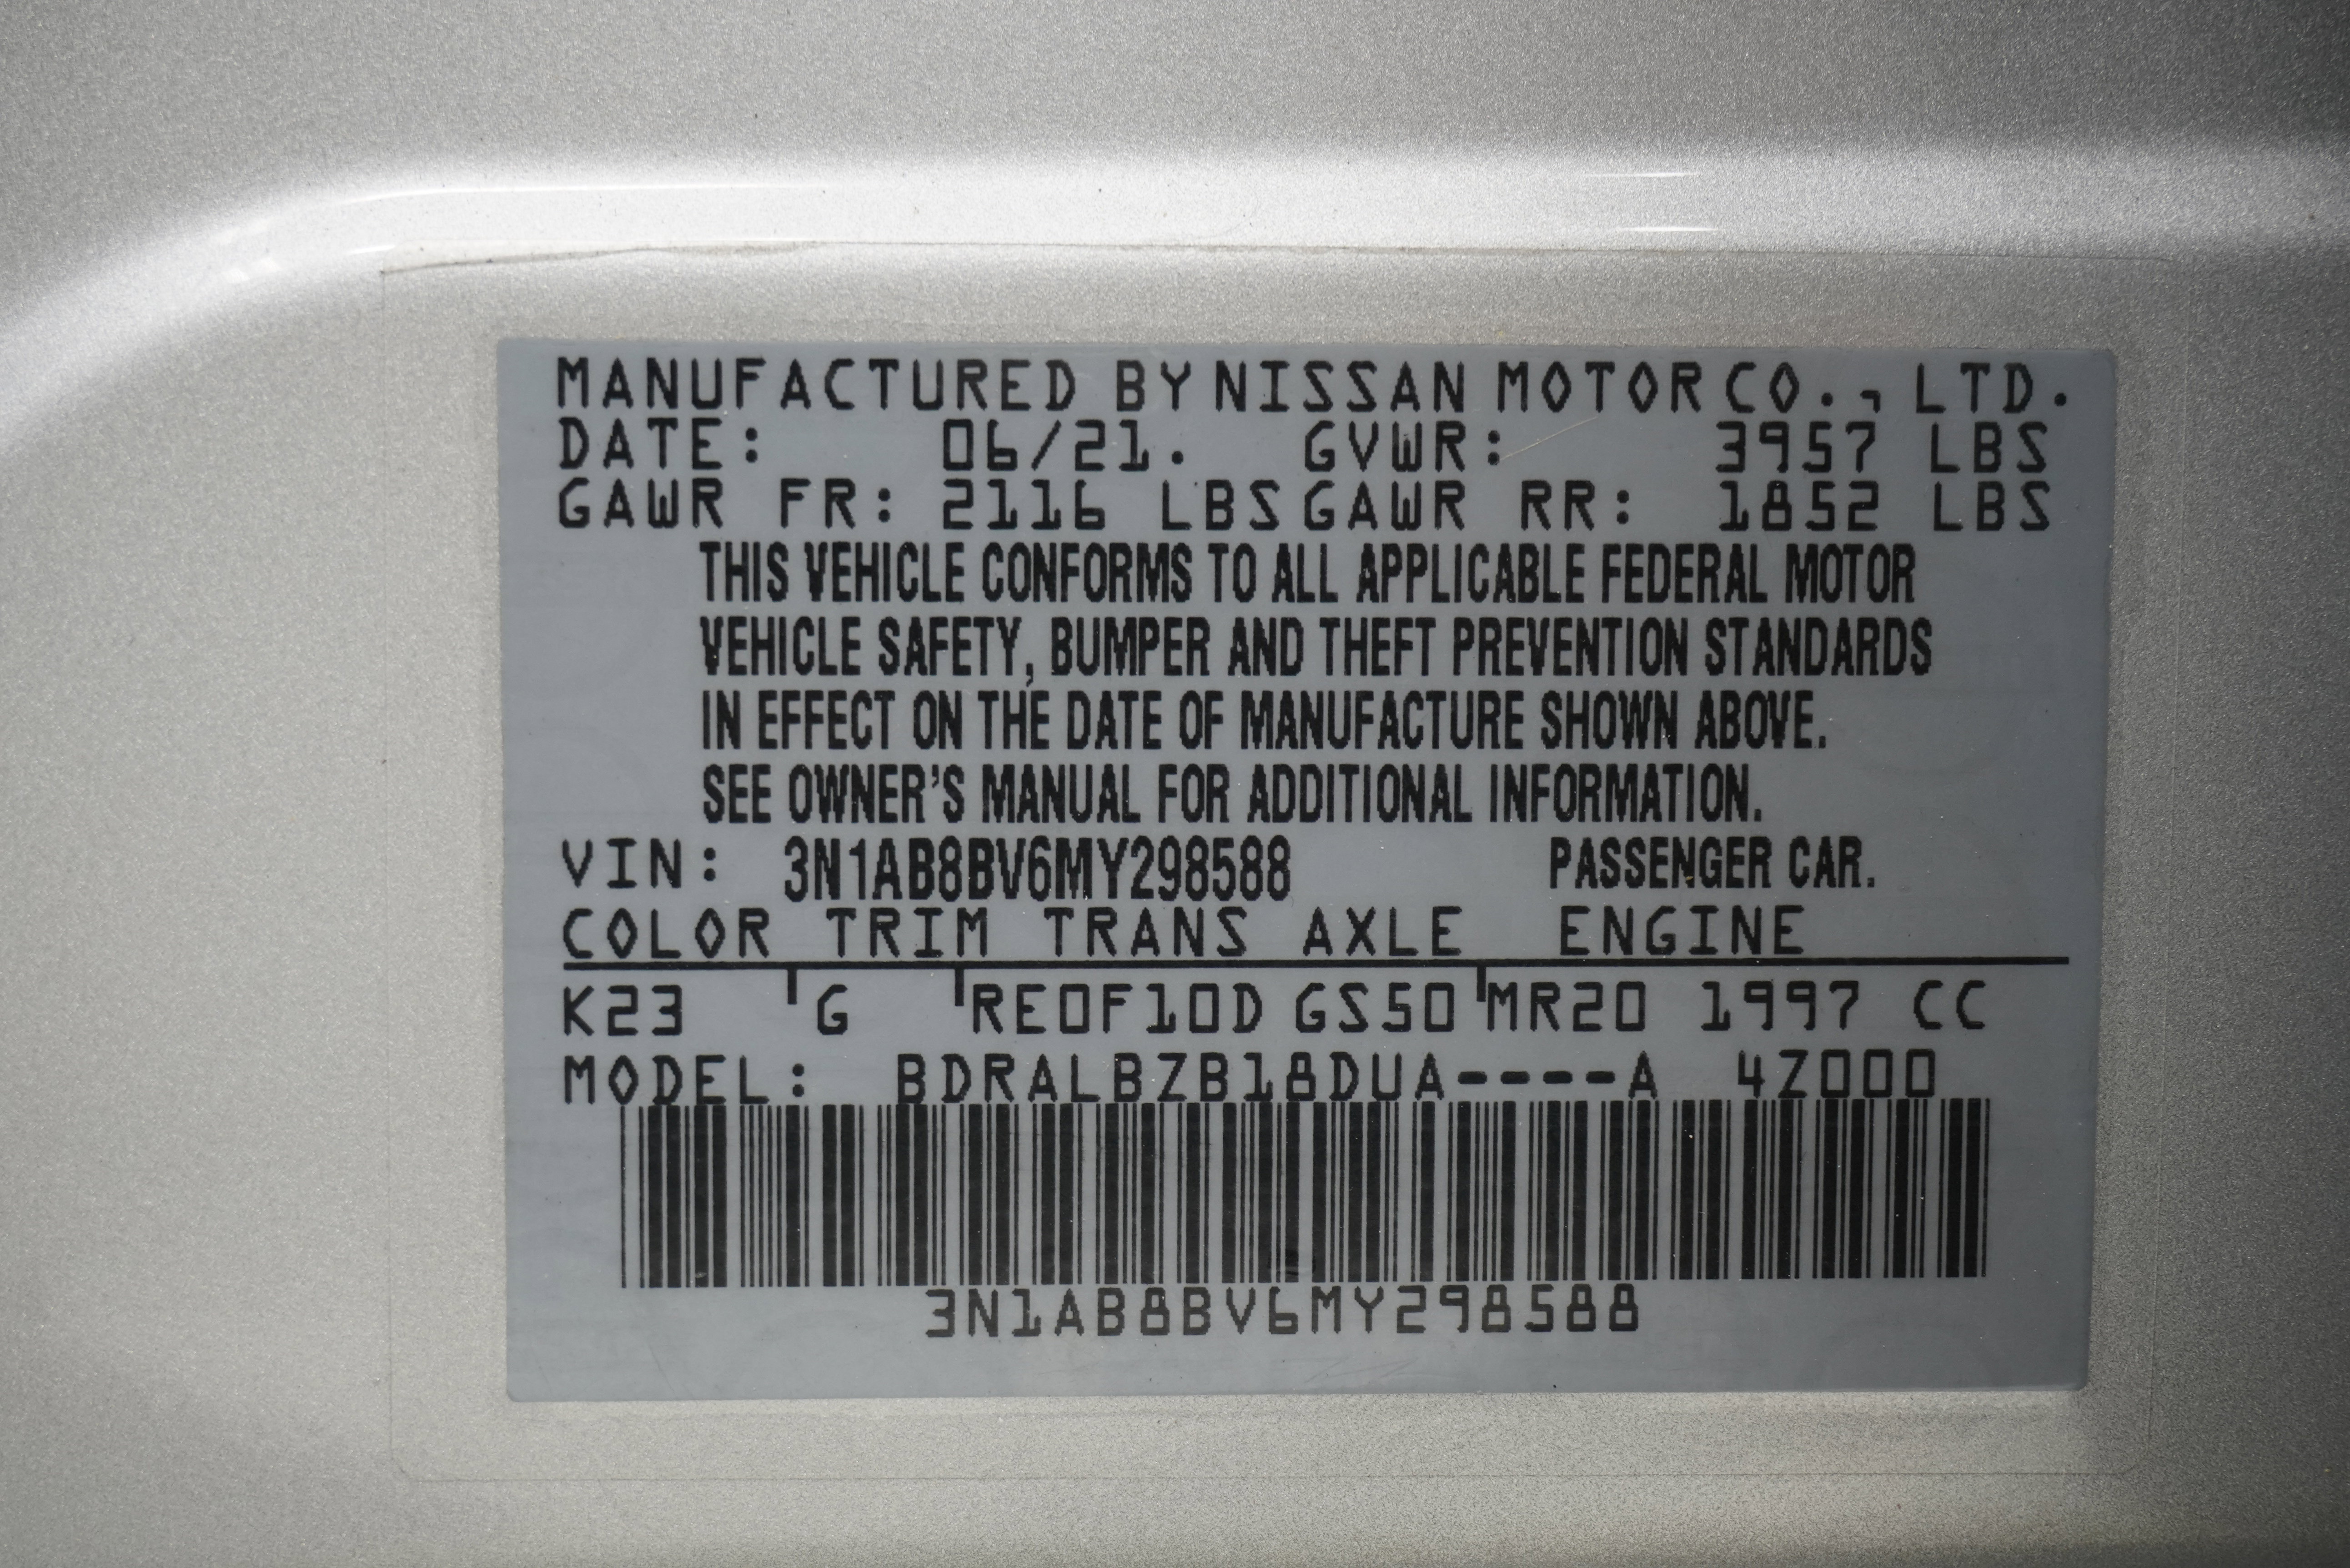 MANUFACTURED BY NISSAN MOTOR CO., LTD.
DATE: 06/21. GVWR: 3957 LBS
GAWR FR: 2116 LBS GAWR RR: 1852 LBS
THIS VEHICLE CONFORMS TO ALL APPLICABLE FEDERAL MOTOR
VEHICLE SAFETY, BUMPER AND THEFT PREVENTION STANDARDS
IN EFFECT ON THE DATE OF MANUFACTURE SHOWN ABOVE.
SEE OWNER'S MANUAL FOR ADDITIONAL INFORMATION.
VIN: 3N1AB8BV6MY298588 PASSENGER CAR.
COLOR TRIM TRANS AXLE ENGINE
K23 G RE0F10D GS50 MR20 1997 CC
MODEL: BDRALBZB18DUA----A 4Z000
3N1AB8BV6MY298588